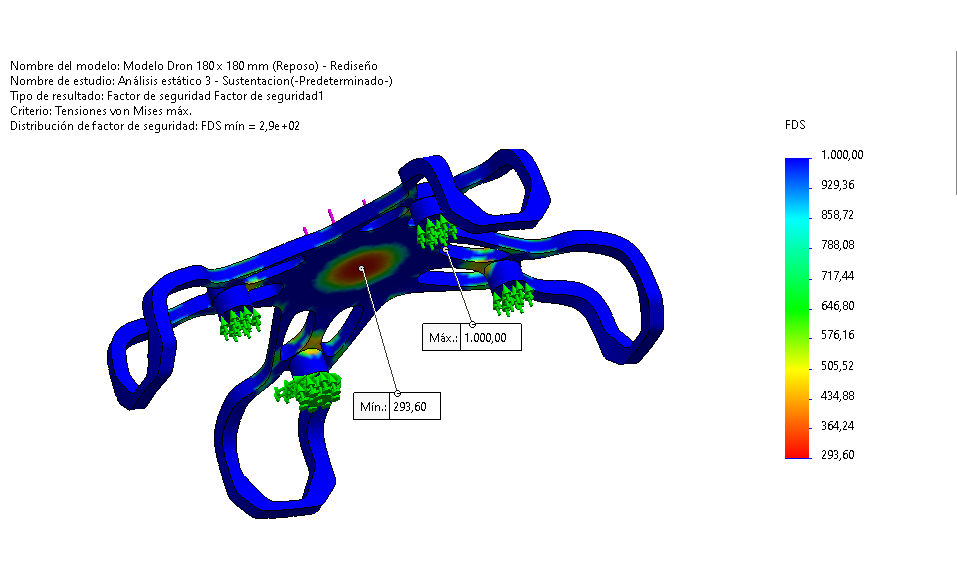 Nombre del modelo: Modelo Dron 180 x 180 mm (Reposo) - Rediseño
Nombre de estudio: Análisis estático 3 - Sustentacion(-Predeterminado-)
Tipo de resultado: Factor de seguridad Factor de seguridad1
Criterio: Tensiones von Mises máx.
Distribución de factor de seguridad: FDS mín = 2,9e+02
FDS
1.000,00
929,36
858,72
788,08
717,44
646,80
576,16
505,52
434,88
364,24
293,60
Máx.: 1.000,00
Mín.: 293,60